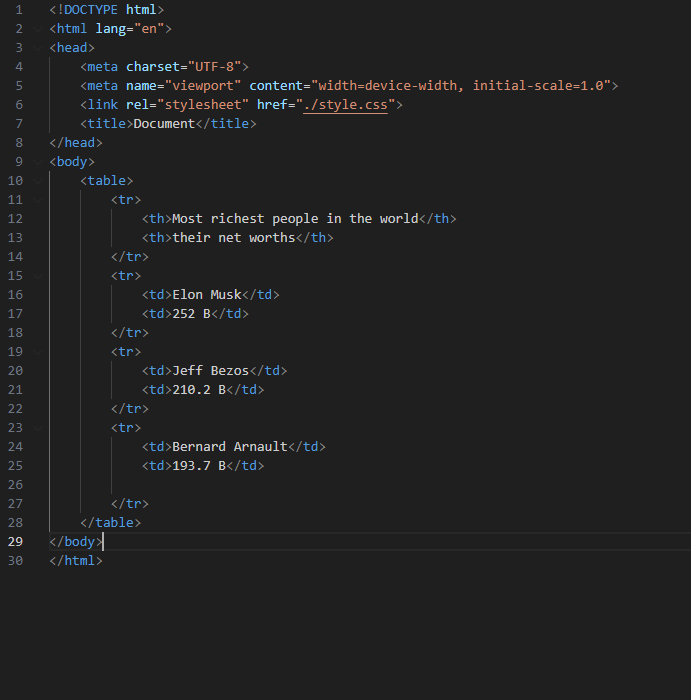 1 <!DOCTYPE html>
2 <html lang="en">
3 <head>
4     <meta charset="UTF-8">
5     <meta name="viewport" content="width=device-width, initial-scale=1.0">
6     <link rel="stylesheet" href="./style.css">
7     <title>Document</title>
8 </head>
9 <body>
10     <table>
11         <tr>
12             <th>Most richest people in the world</th>
13             <th>their net worths</th>
14         </tr>
15         <tr>
16             <td>Elon Musk</td>
17             <td>252 B</td>
18         </tr>
19         <tr>
20             <td>Jeff Bezos</td>
21             <td>210.2 B</td>
22         </tr>
23         <tr>
24             <td>Bernard Arnault</td>
25             <td>193.7 B</td>
26
27         </tr>
28     </table>
29 </body>
30 </html>